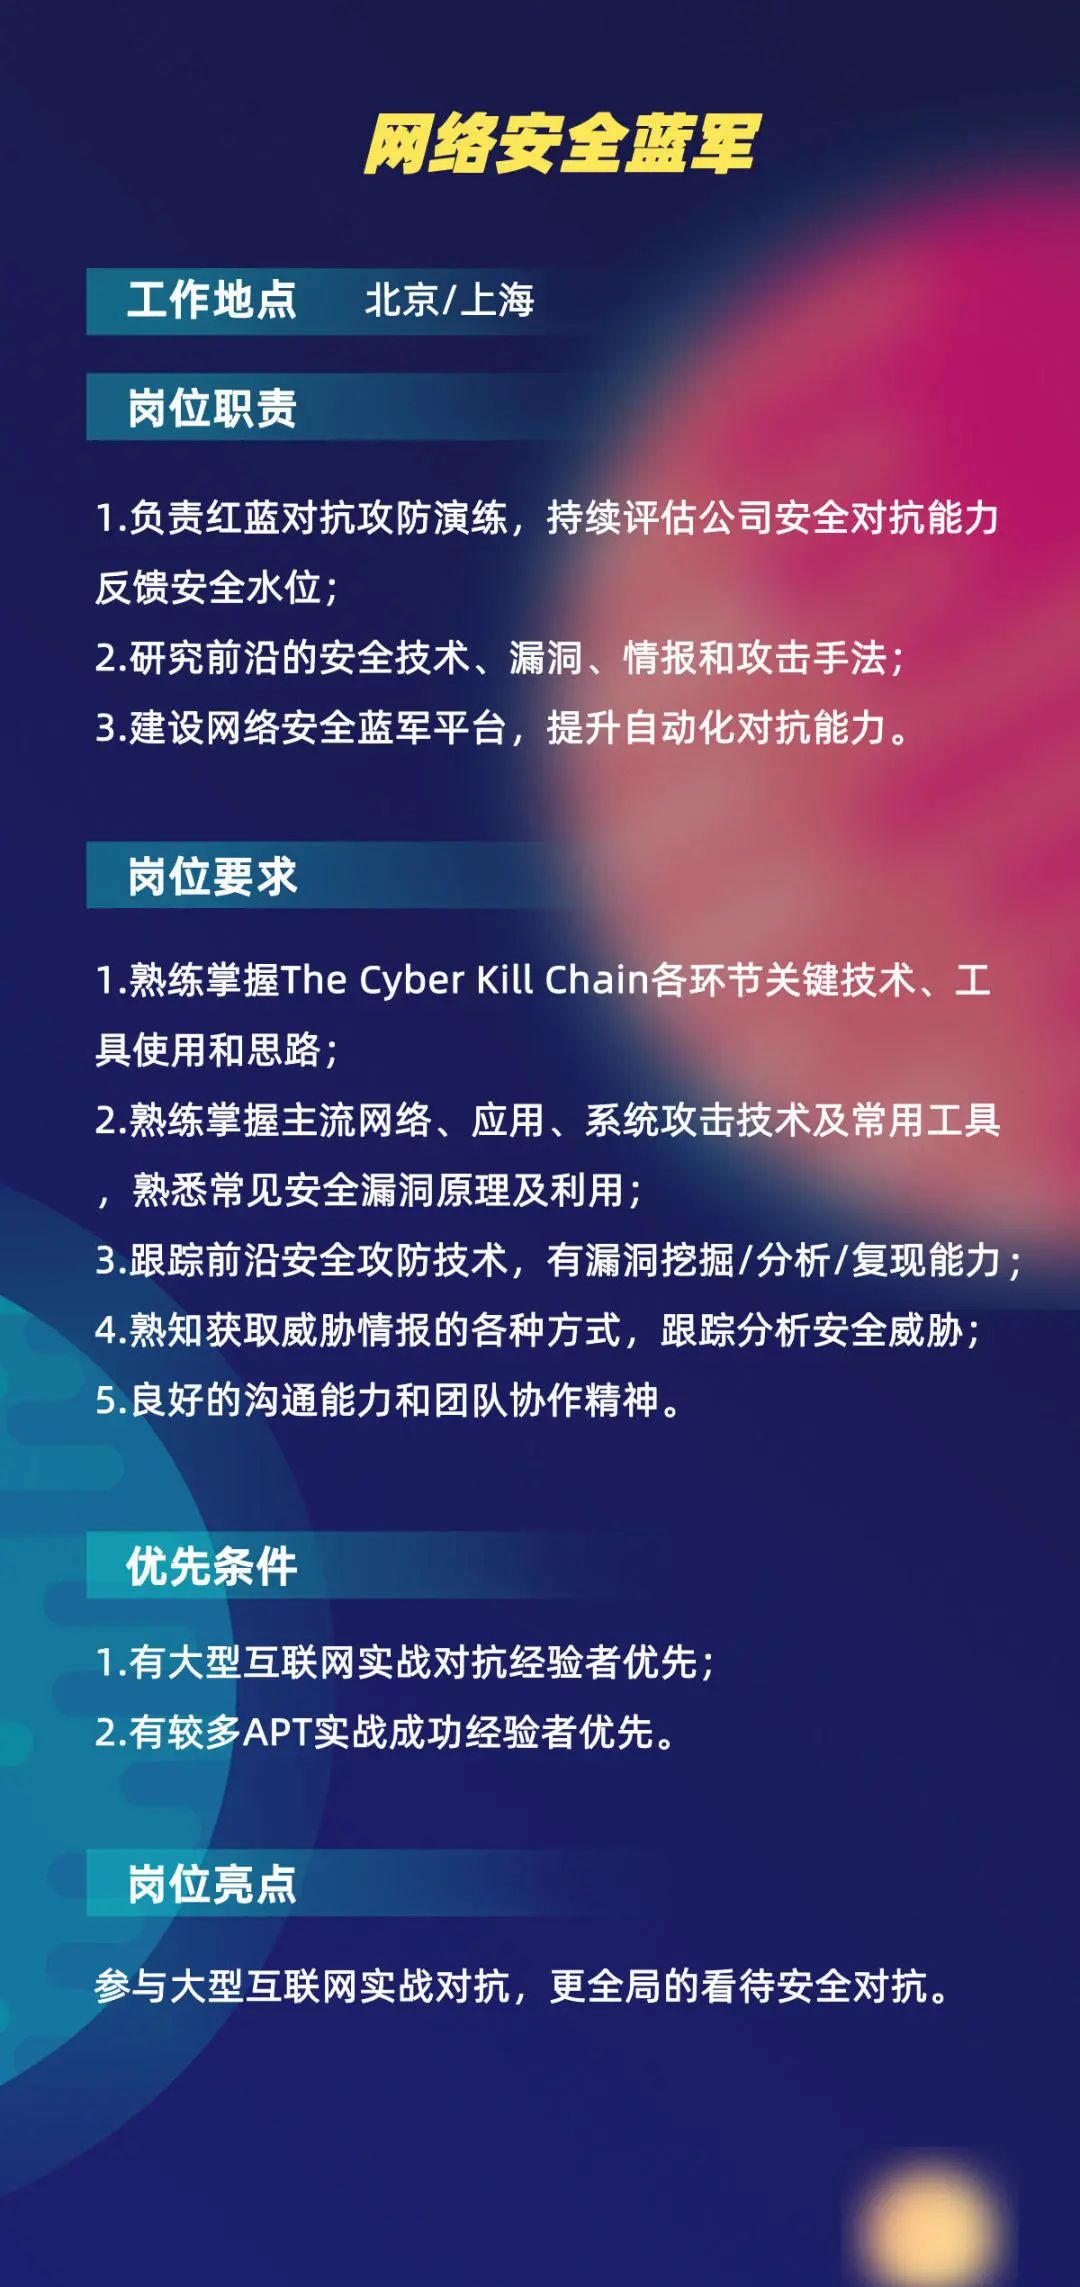 网络安全蓝军
工作地点 北京/上海
岗位职责
1.负责红蓝对抗攻防演练，持续评估公司安全对抗能力
反馈安全水位；
2.研究前沿的安全技术、漏洞、情报和攻击手法；
3.建设网络安全蓝军平台，提升自动化对抗能力。
岗位要求
1.熟练掌握The Cyber Kill Chain各环节关键技术、工
具使用和思路；
2.熟练掌握主流网络、应用、系统攻击技术及常用工具
，熟悉常见安全漏洞原理及利用；
3.跟踪前沿安全攻防技术，有漏洞挖掘/分析/复现能力；
4.熟知获取威胁情报的各种方式，跟踪分析安全威胁；
5.良好的沟通能力和团队协作精神。
优先条件
1.有大型互联网实战对抗经验者优先；
2.有较多APT实战成功经验者优先。
岗位亮点
参与大型互联网实战对抗，更全局的看待安全对抗。